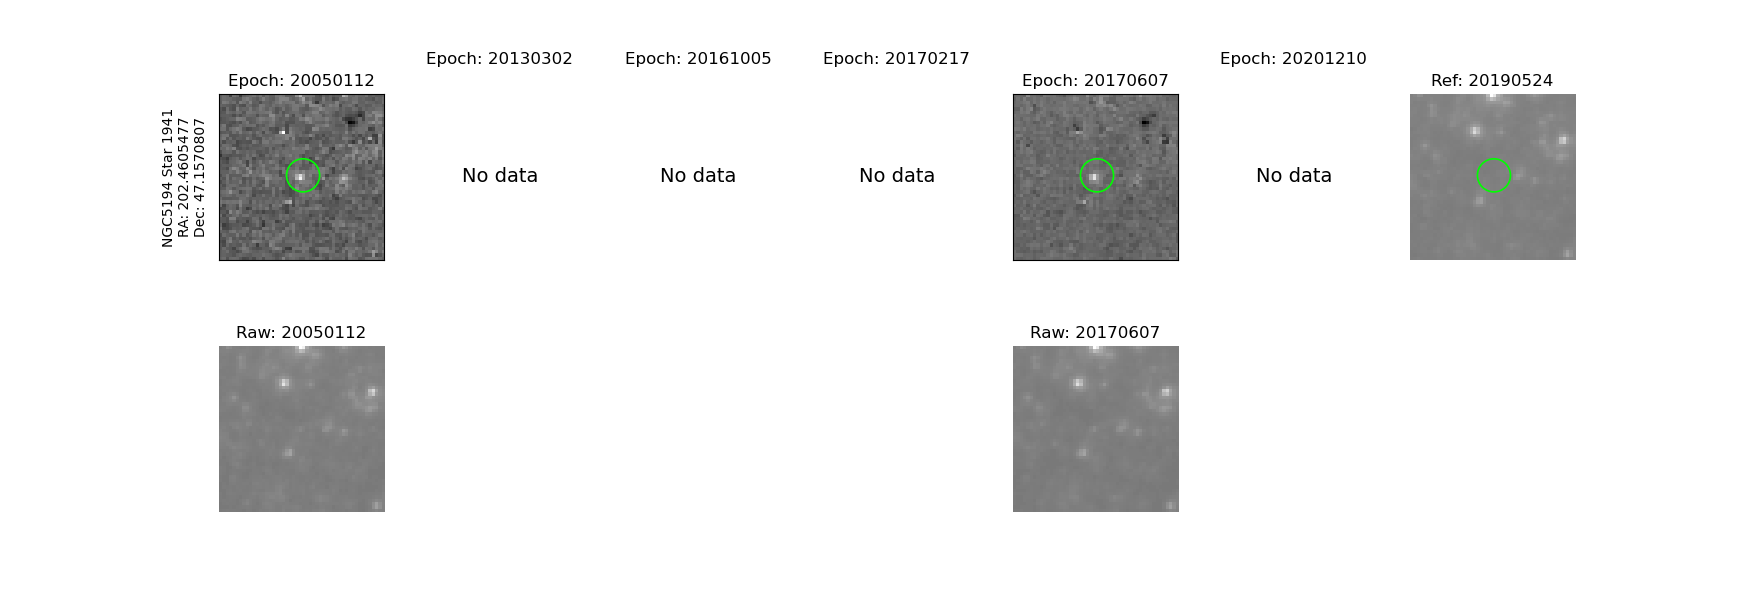 Epoch: 20050112
Epoch: 20130302
Epoch: 20161005
Epoch: 20170217
Epoch: 20170607
Epoch: 20201210
Ref: 20190524
NGC5194 Star 1941
RA: 202.4605477
Dec: 47.1570807
No data
No data
No data
No data
Raw: 20050112
Raw: 20170607